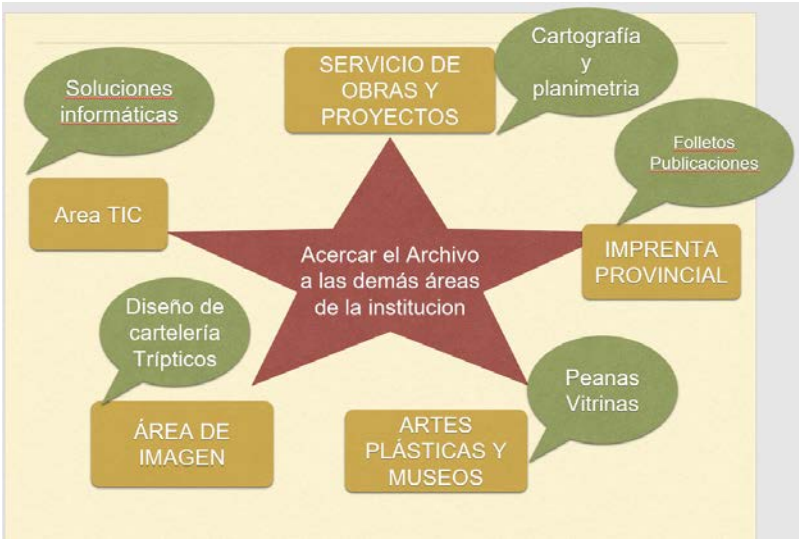 Cartografía
y
planimetria
SERVICIO DE
OBRAS Y
PROYECTOS
Soluciones
informáticas
Folletos
Publicaciones
Area TIC
IMPRENTA
PROVINCIAL
Acercar el Archivo
a las demás áreas
de la institucion
Diseño de
cartelería
Trípticos
Peanas
Vitrinas
ÁREA DE
IMAGEN
ARTES
PLÁSTICAS Y
MUSEOS